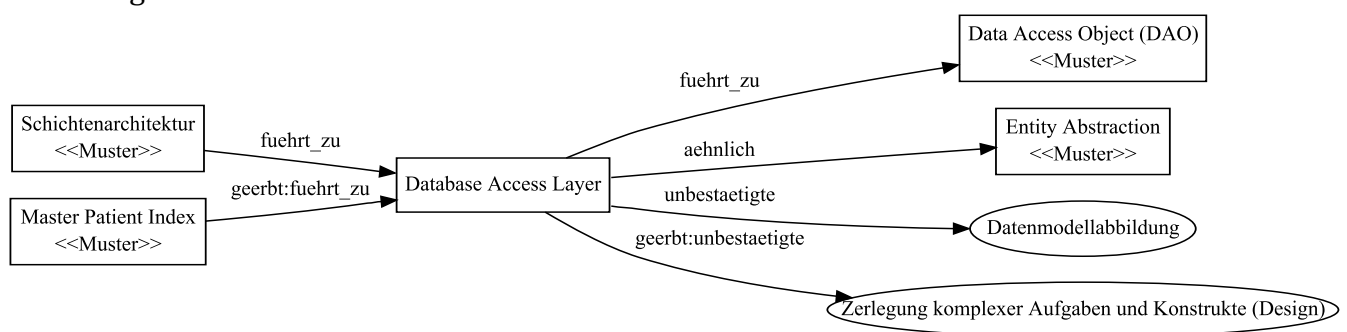 Schichtenarchitektur
<<Muster>>
Master Patient Index
<<Muster>>
fuehrt_zu
geerbt:fuehrt_zu
Database Access Layer
fuehrt_zu
aehnlich
unbestaetigte
geerbt:unbestaetigte
Data Access Object (DAO)
<<Muster>>
Entity Abstraction
<<Muster>>
Datenmodellabbildung
Zerlegung komplexer Aufgaben und Konstrukte (Design)